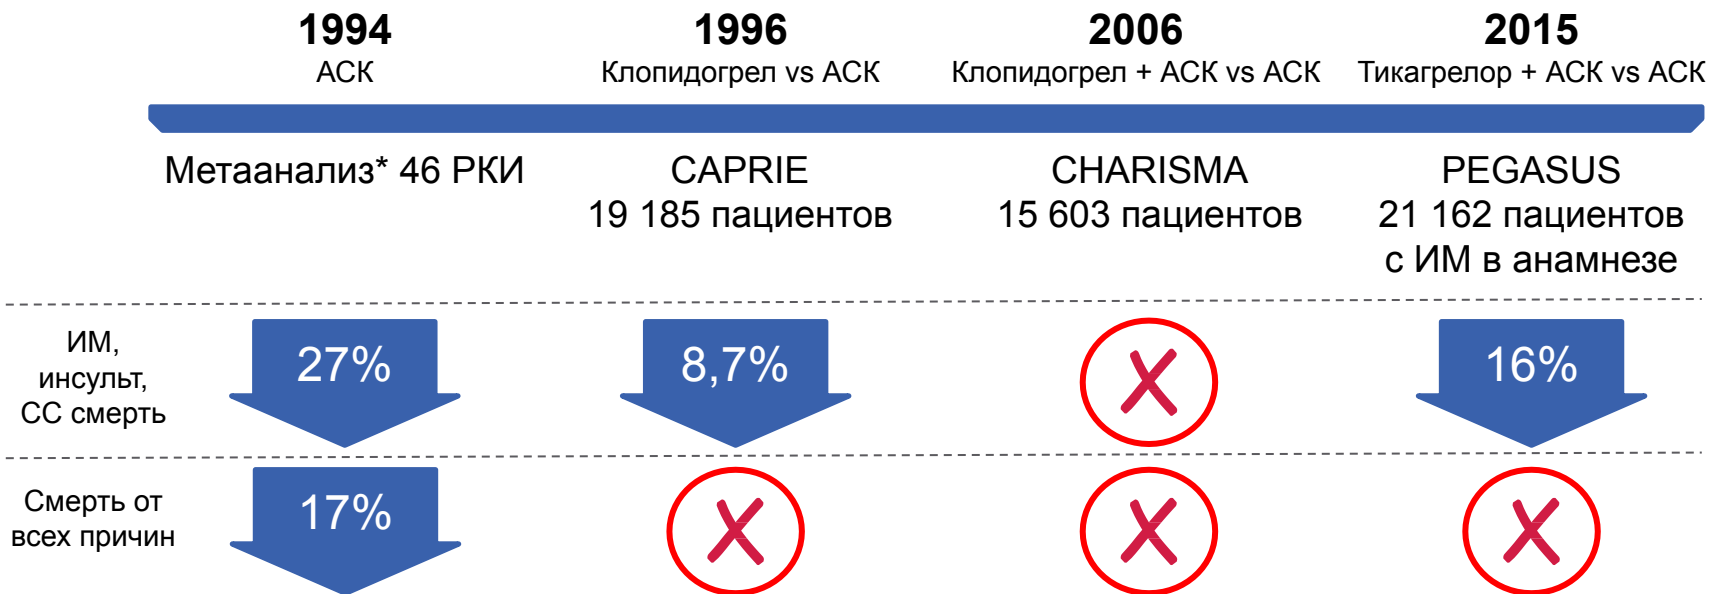 1994
АСК
1996
Клопидогрел vs АСК
2006
Клопидогрел + АСК vs АСК
2015
Тикагрелор + АСК vs АСК
Метаанализ* 46 РКИ
CAPRIE
19 185 пациентов
CHARISMA
15 603 пациентов
PEGASUS
21 162 пациентов
с ИМ в анамнезе
ИМ,
инсульт,
СС смерть
27%
8,7%
16%
Смерть от
всех причин
17%